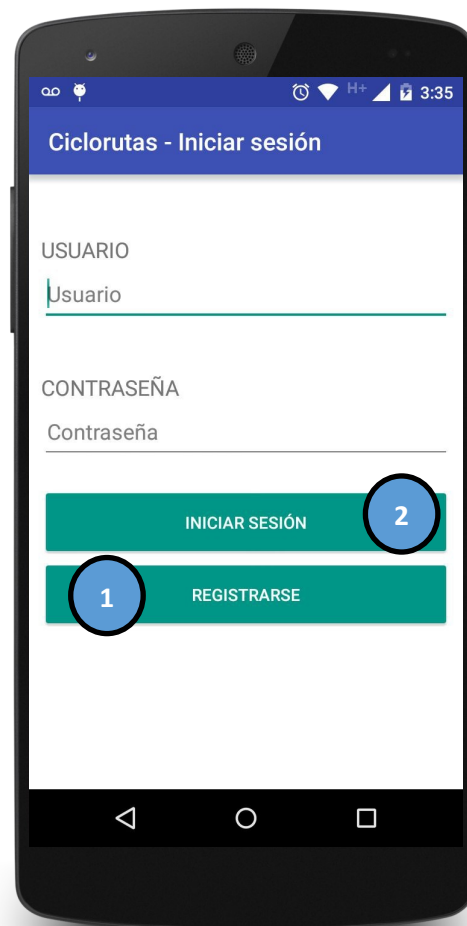 H+ 3:35
Ciclorutas - Iniciar sesión
USUARIO
Usuario
CONTRASEÑA
Contraseña
INICIAR SESIÓN 2
1 REGISTRARSE